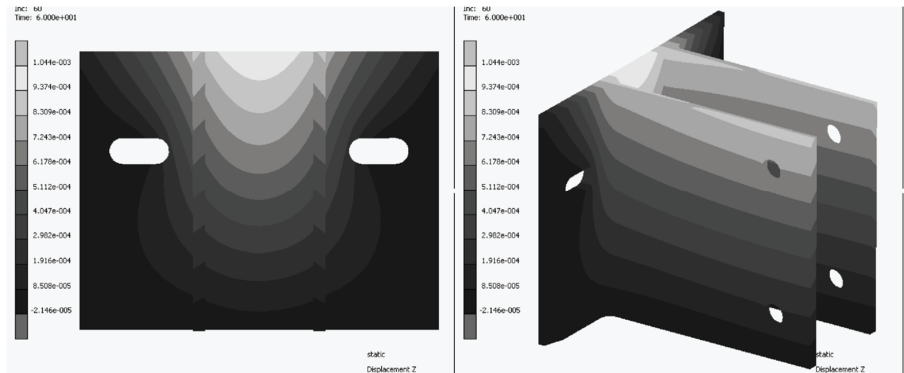 Inc: 60
Time: 6.000e+001
1.044e-003
9.374e-004
8.309e-004
7.243e-004
6.178e-004
5.112e-004
4.047e-004
2.982e-004
1.916e-004
8.508e-005
-2.146e-005
static
Displacement Z
Inc: 60
Time: 6.000e+001
1.044e-003
9.374e-004
8.309e-004
7.243e-004
6.178e-004
5.112e-004
4.047e-004
2.982e-004
1.916e-004
8.508e-005
-2.146e-005
static
Displacement Z